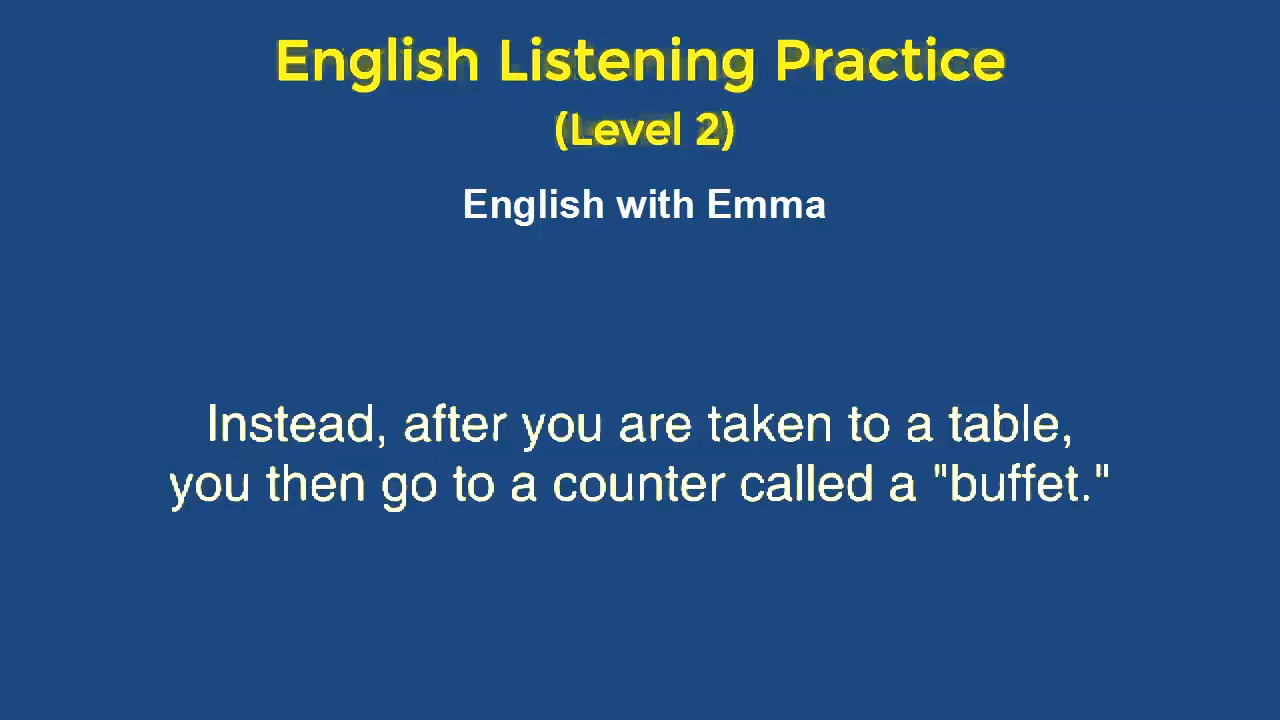 English Listening Practice
(Level 2)
English with Emma
Instead, after you are taken to a table,
you then go to a counter called a "buffet."